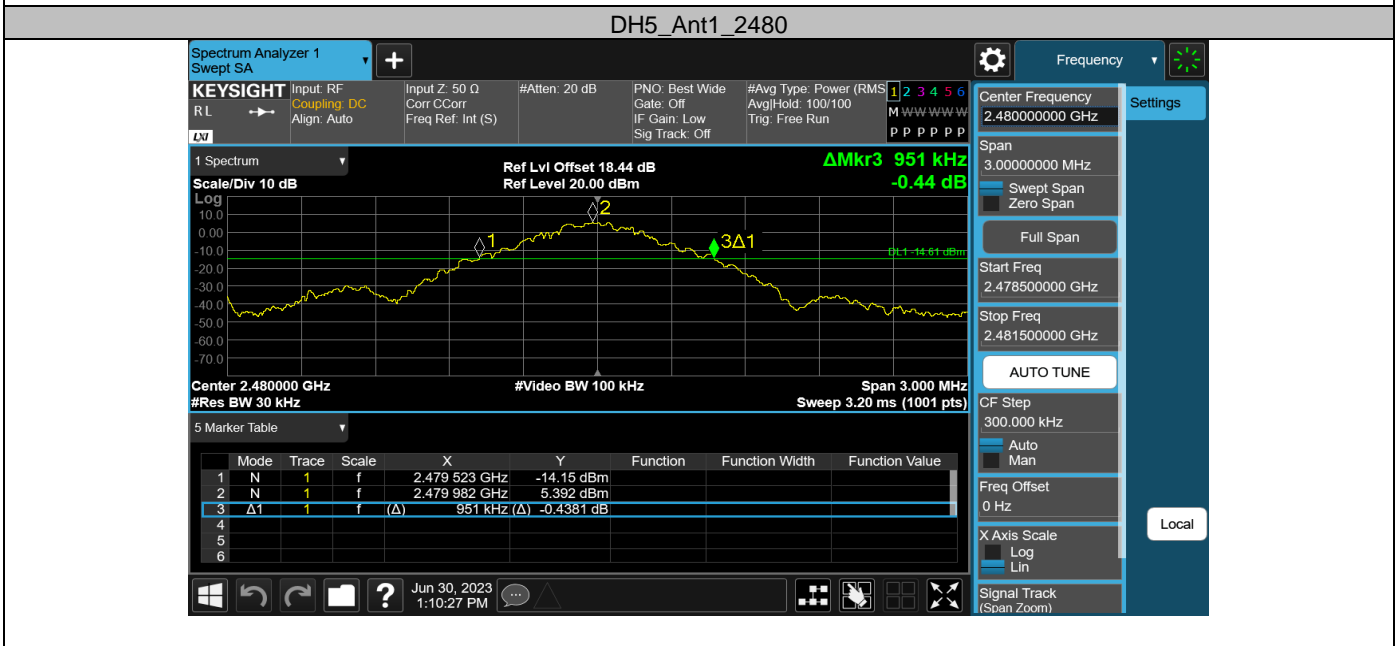 DH5_Ant1_2480
Spectrum Analyzer 1
Swept SA
Frequency
KEYSIGHT
R L
LXI
Input: RF
Coupling: DC
Align: Auto
Input Z: 50 Ω
Corr CCorr
Freq Ref: Int (S)
#Atten: 20 dB
PNO: Best Wide
Gate: Off
IF Gain: Low
Sig Track: Off
#Avg Type: Power (RMS
Avg|Hold: 100/100
Trig: Free Run
1 2 3 4 5 6
M W W W W W
P P P P P P
1 Spectrum
Scale/Div 10 dB
Ref Lvl Offset 18.44 dB
Ref Level 20.00 dBm
ΔMkr3 951 kHz
-0.44 dB
Log
10.0
0.00
-10.0
-20.0
-30.0
-40.0
-50.0
-60.0
-70.0
1
2
3Δ1
DL1 -14.61 dBm
Center 2.480000 GHz
#Video BW 100 kHz
Span 3.000 MHz
#Res BW 30 kHz
Sweep 3.20 ms (1001 pts)
5 Marker Table
Mode Trace Scale X Y Function Function Width Function Value
1 N 1 f 2.479 523 GHz -14.15 dBm
2 N 1 f 2.479 982 GHz 5.392 dBm
3 Δ1 1 f (Δ) 951 kHz (Δ) -0.4381 dB
4
5
6
?
Jun 30, 2023
1:10:27 PM
Center Frequency
2.480000000 GHz
Span
3.00000000 MHz
Swept Span
Zero Span
Full Span
Start Freq
2.478500000 GHz
Stop Freq
2.481500000 GHz
AUTO TUNE
CF Step
300.000 kHz
Auto
Man
Freq Offset
0 Hz
X Axis Scale
Log
Lin
Signal Track
(Span Zoom)
Settings
Local